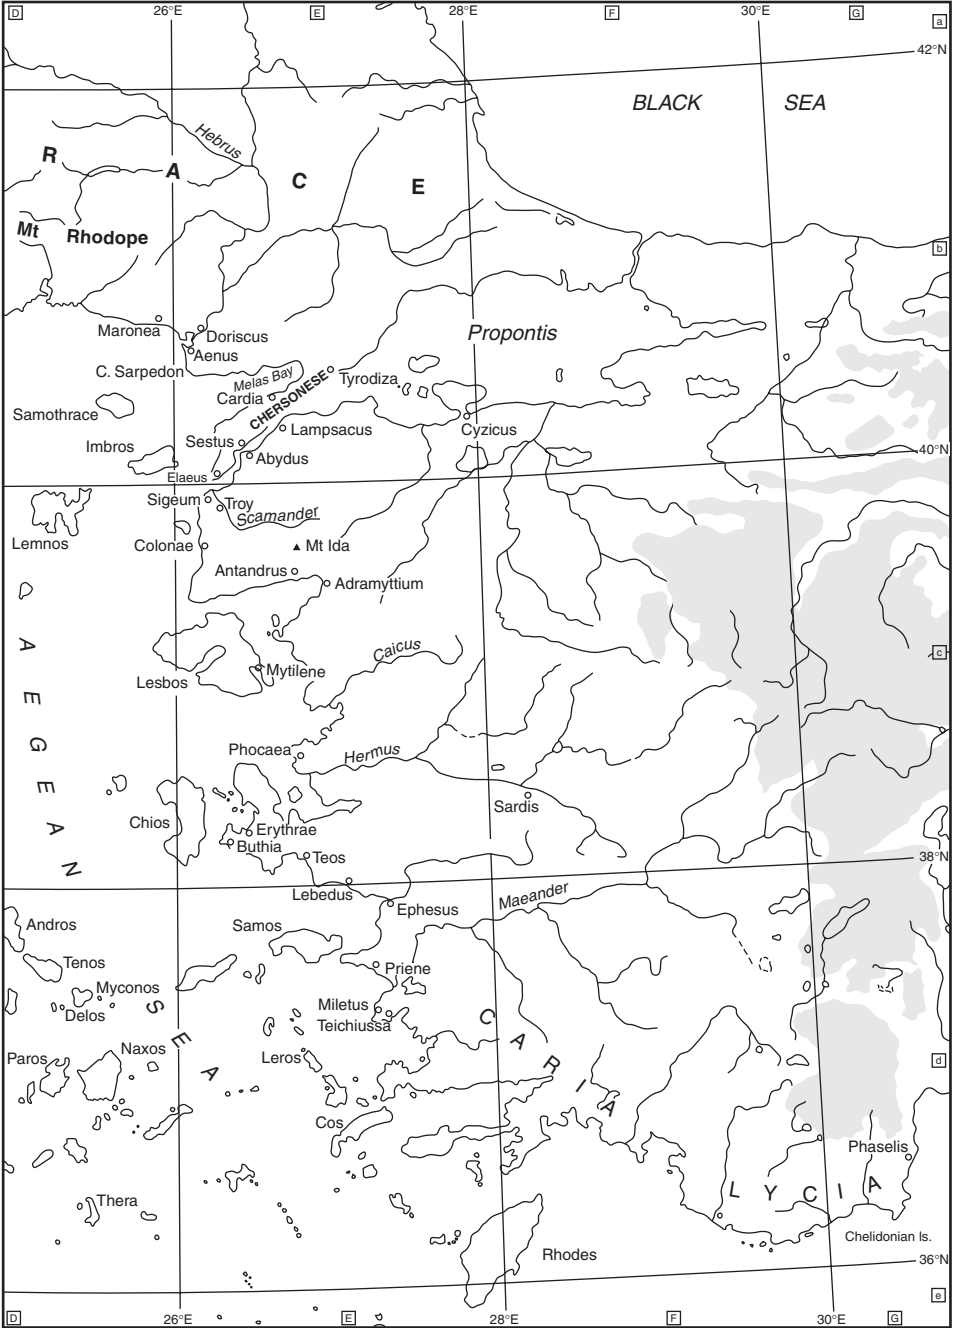 D 26°E E 28°E F 30°E G a
42°N
BLACK SEA
Hebrus
R A C E
Mt Rhodope
b
Maronea
Doriscus
Aenus
Propontis
C. Sarpedon
Melas Bay
Tyrodiza
Cardia
CHERSONESE
Samothrace
Lampsacus
Cyzicus
Imbros
Sestus
Abydus
40°N
Elaeus
Sigeum
Troy
Scamander
Lemnos
Colonae
Mt Ida
Antandrus
Adramyttium
c
Caicus
Lesbos
Mytilene
Phocaea
Hermus
Sardis
Chios
Erythrae
Buthia
Teos
38°N
Lebedus
Ephesus
Maeander
Andros
Samos
Tenos
Priene
Myconos
Delos
Miletus
Teichiussa
A E G E A N S E A
C A R I A
Paros
Naxos
Leros
d
Cos
Phaselis
L Y C I A
Thera
Chelidonian Is.
Rhodes
36°N
e
D 26°E E 28°E F 30°E G